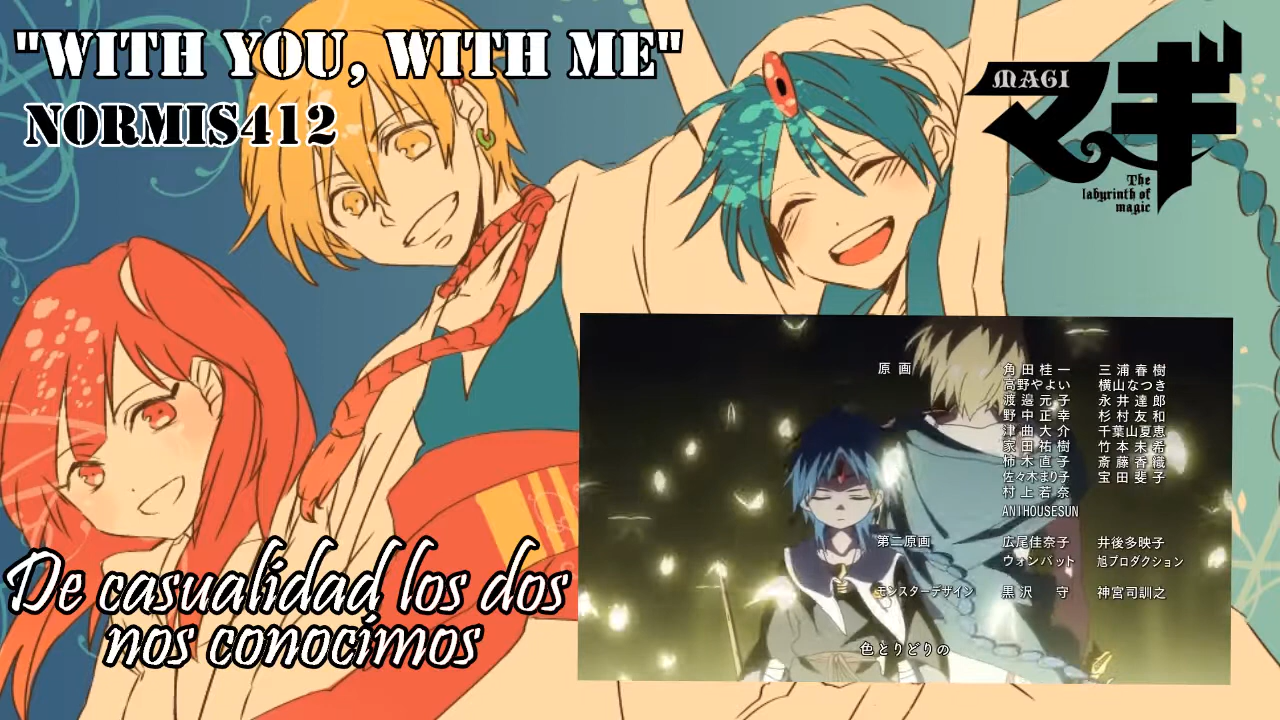 "WITH YOU, WITH ME"
NORMIS412
MAGI
マギ
The
labyrinth of
magic
原画
角田桂一 三浦春樹
高野やよい 横山なつき
渡邉元子 永井達郎
野中正幸 杉村友和
津曲大介 千葉山夏恵
家田祐樹 竹本未希
柿木直子 斎藤香織
佐々木まり子 宝田斐子
村上若奈
ANIHOUSESUN
第二原画 広尾佳奈子 井後多映子
ウォンバット 旭プロダクション
モンスターデザイン 黒沢 守 神宮司訓之
色とりどりの
De casualidad los dos
nos conocimos